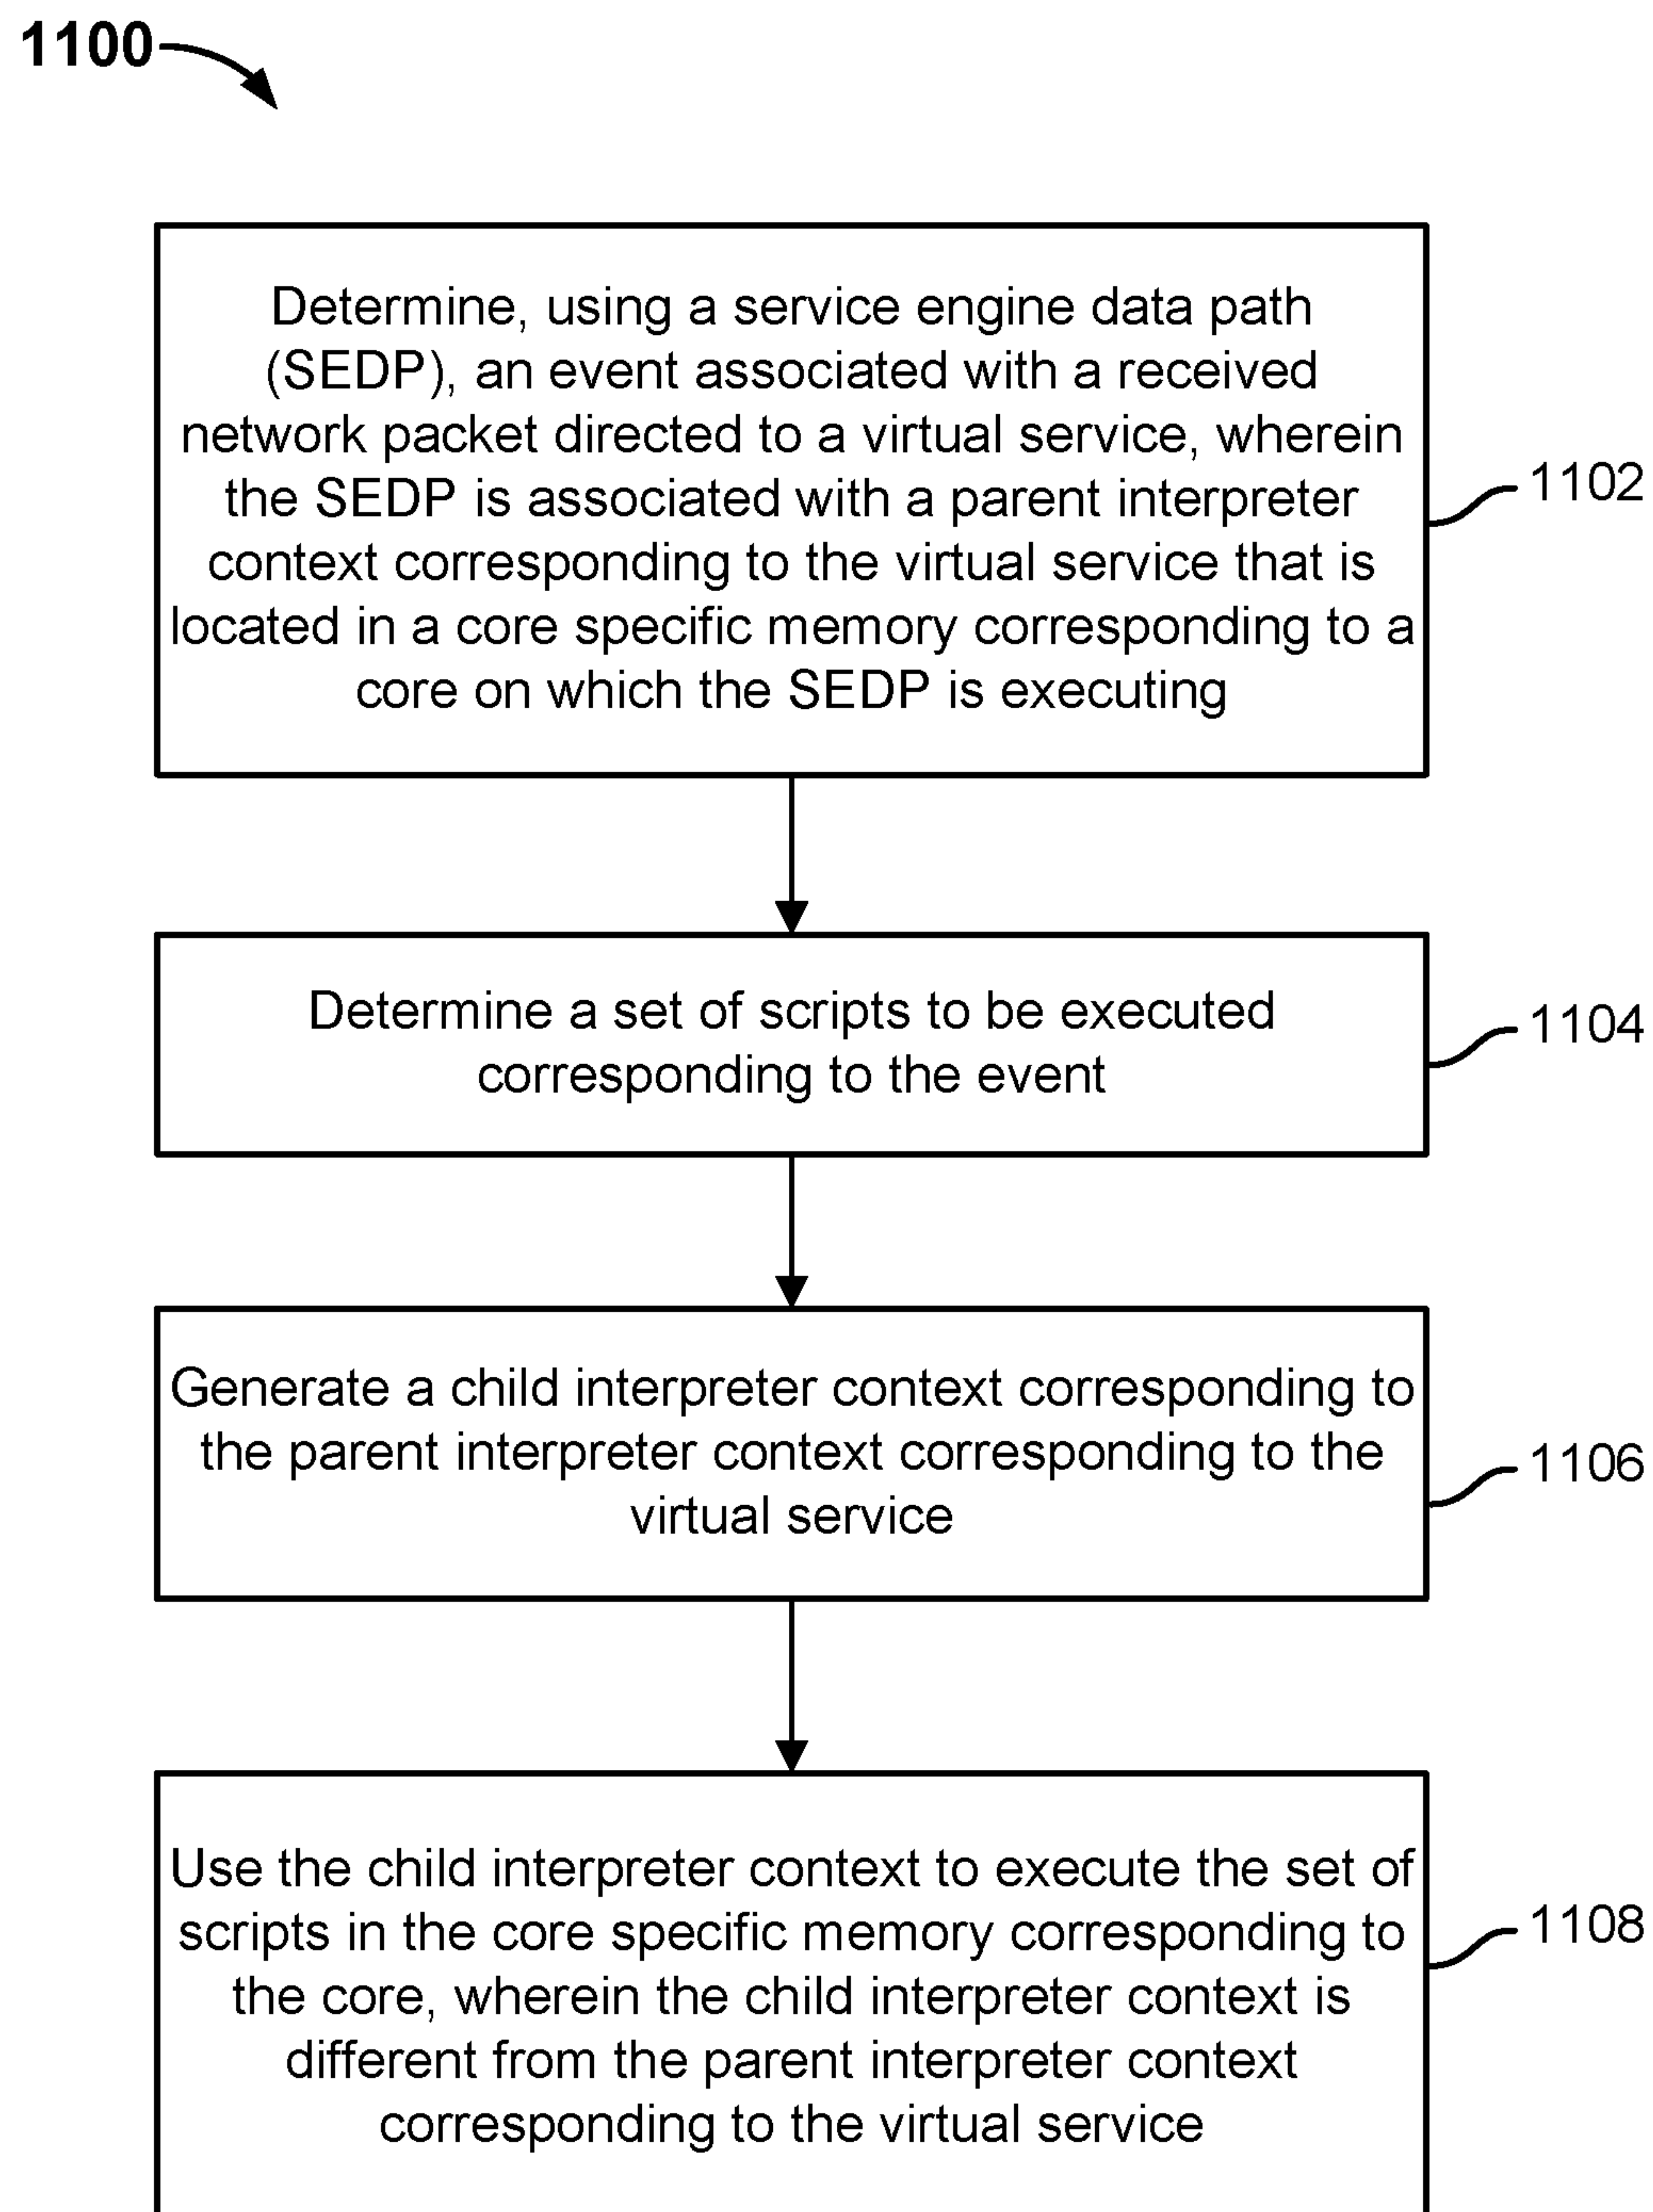 1100
Determine, using a service engine data path
(SEDP), an event associated with a received
network packet directed to a virtual service, wherein
the SEDP is associated with a parent interpreter
context corresponding to the virtual service that is
located in a core specific memory corresponding to a
core on which the SEDP is executing
1102
Determine a set of scripts to be executed
corresponding to the event
1104
Generate a child interpreter context corresponding to
the parent interpreter context corresponding to the
virtual service
1106
Use the child interpreter context to execute the set of
scripts in the core specific memory corresponding to
the core, wherein the child interpreter context is
different from the parent interpreter context
corresponding to the virtual service
1108